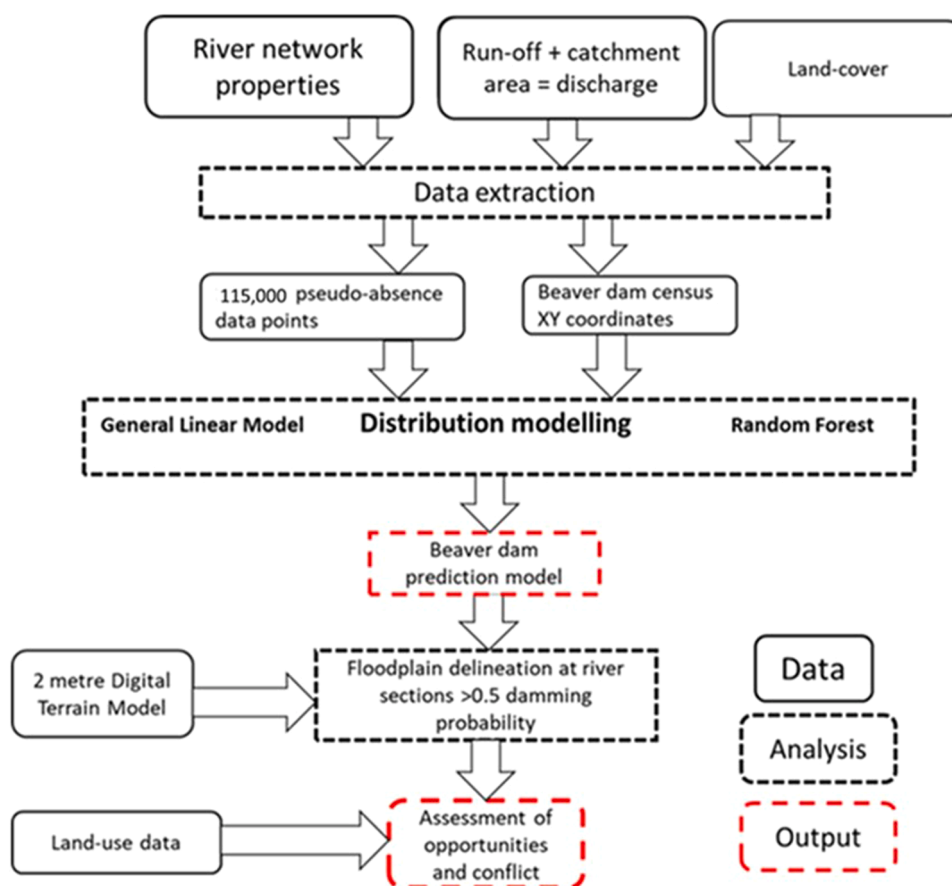 River network
properties
Run-off + catchment
area = discharge
Land-cover
Data extraction
115,000 pseudo-absence
data points
Beaver dam census
XY coordinates
General Linear Model
Distribution modelling
Random Forest
Beaver dam
prediction model
2 metre Digital
Terrain Model
Floodplain delineation at river
sections >0.5 damming
probability
Land-use data
Assessment of
opportunities
and conflict
Data
Analysis
Output